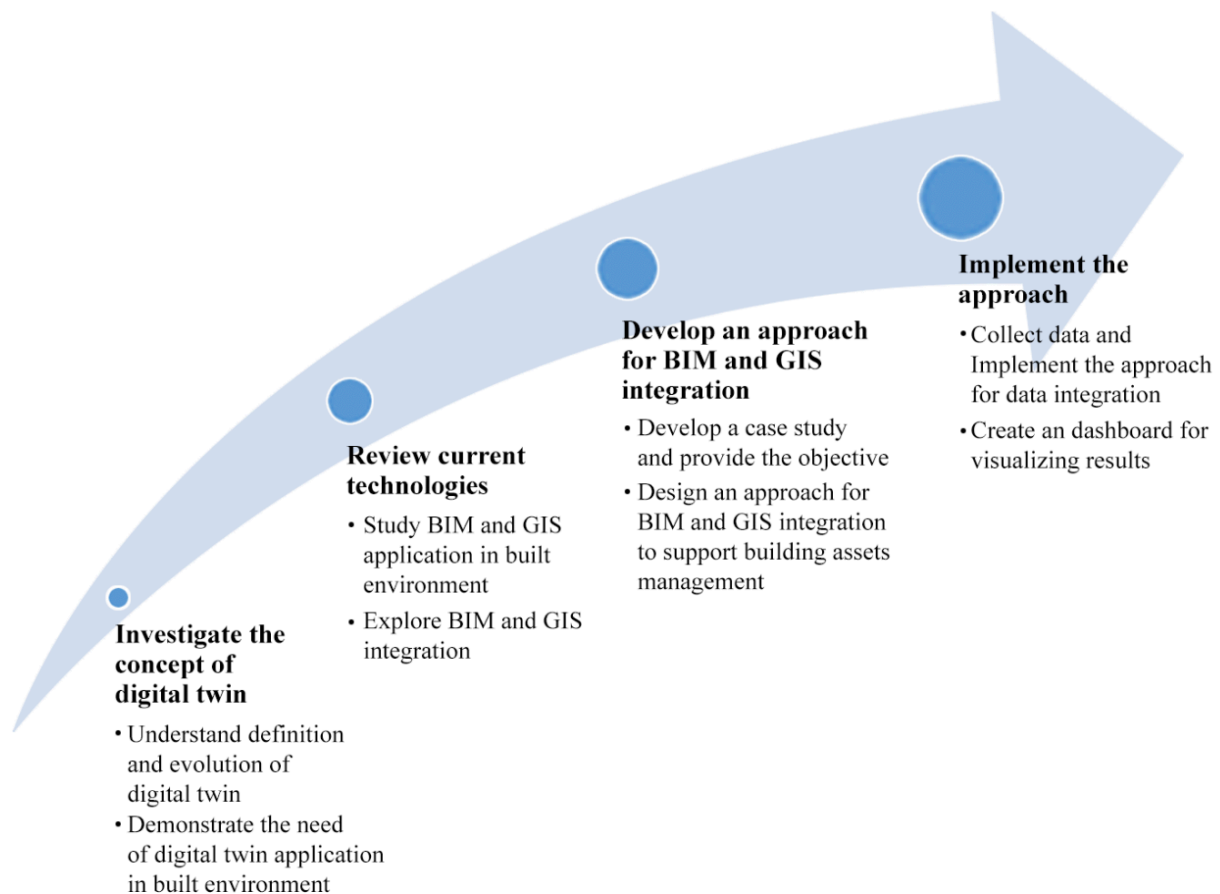 Investigate the
concept of
digital twin
• Understand definition
and evolution of
digital twin
• Demonstrate the need
of digital twin application
in built environment
Review current
technologies
• Study BIM and GIS
application in built
environment
• Explore BIM and GIS
integration
Develop an approach
for BIM and GIS
integration
• Develop a case study
and provide the objective
• Design an approach for
BIM and GIS integration
to support building assets
management
Implement the
approach
• Collect data and
Implement the approach
for data integration
• Create an dashboard for
visualizing results